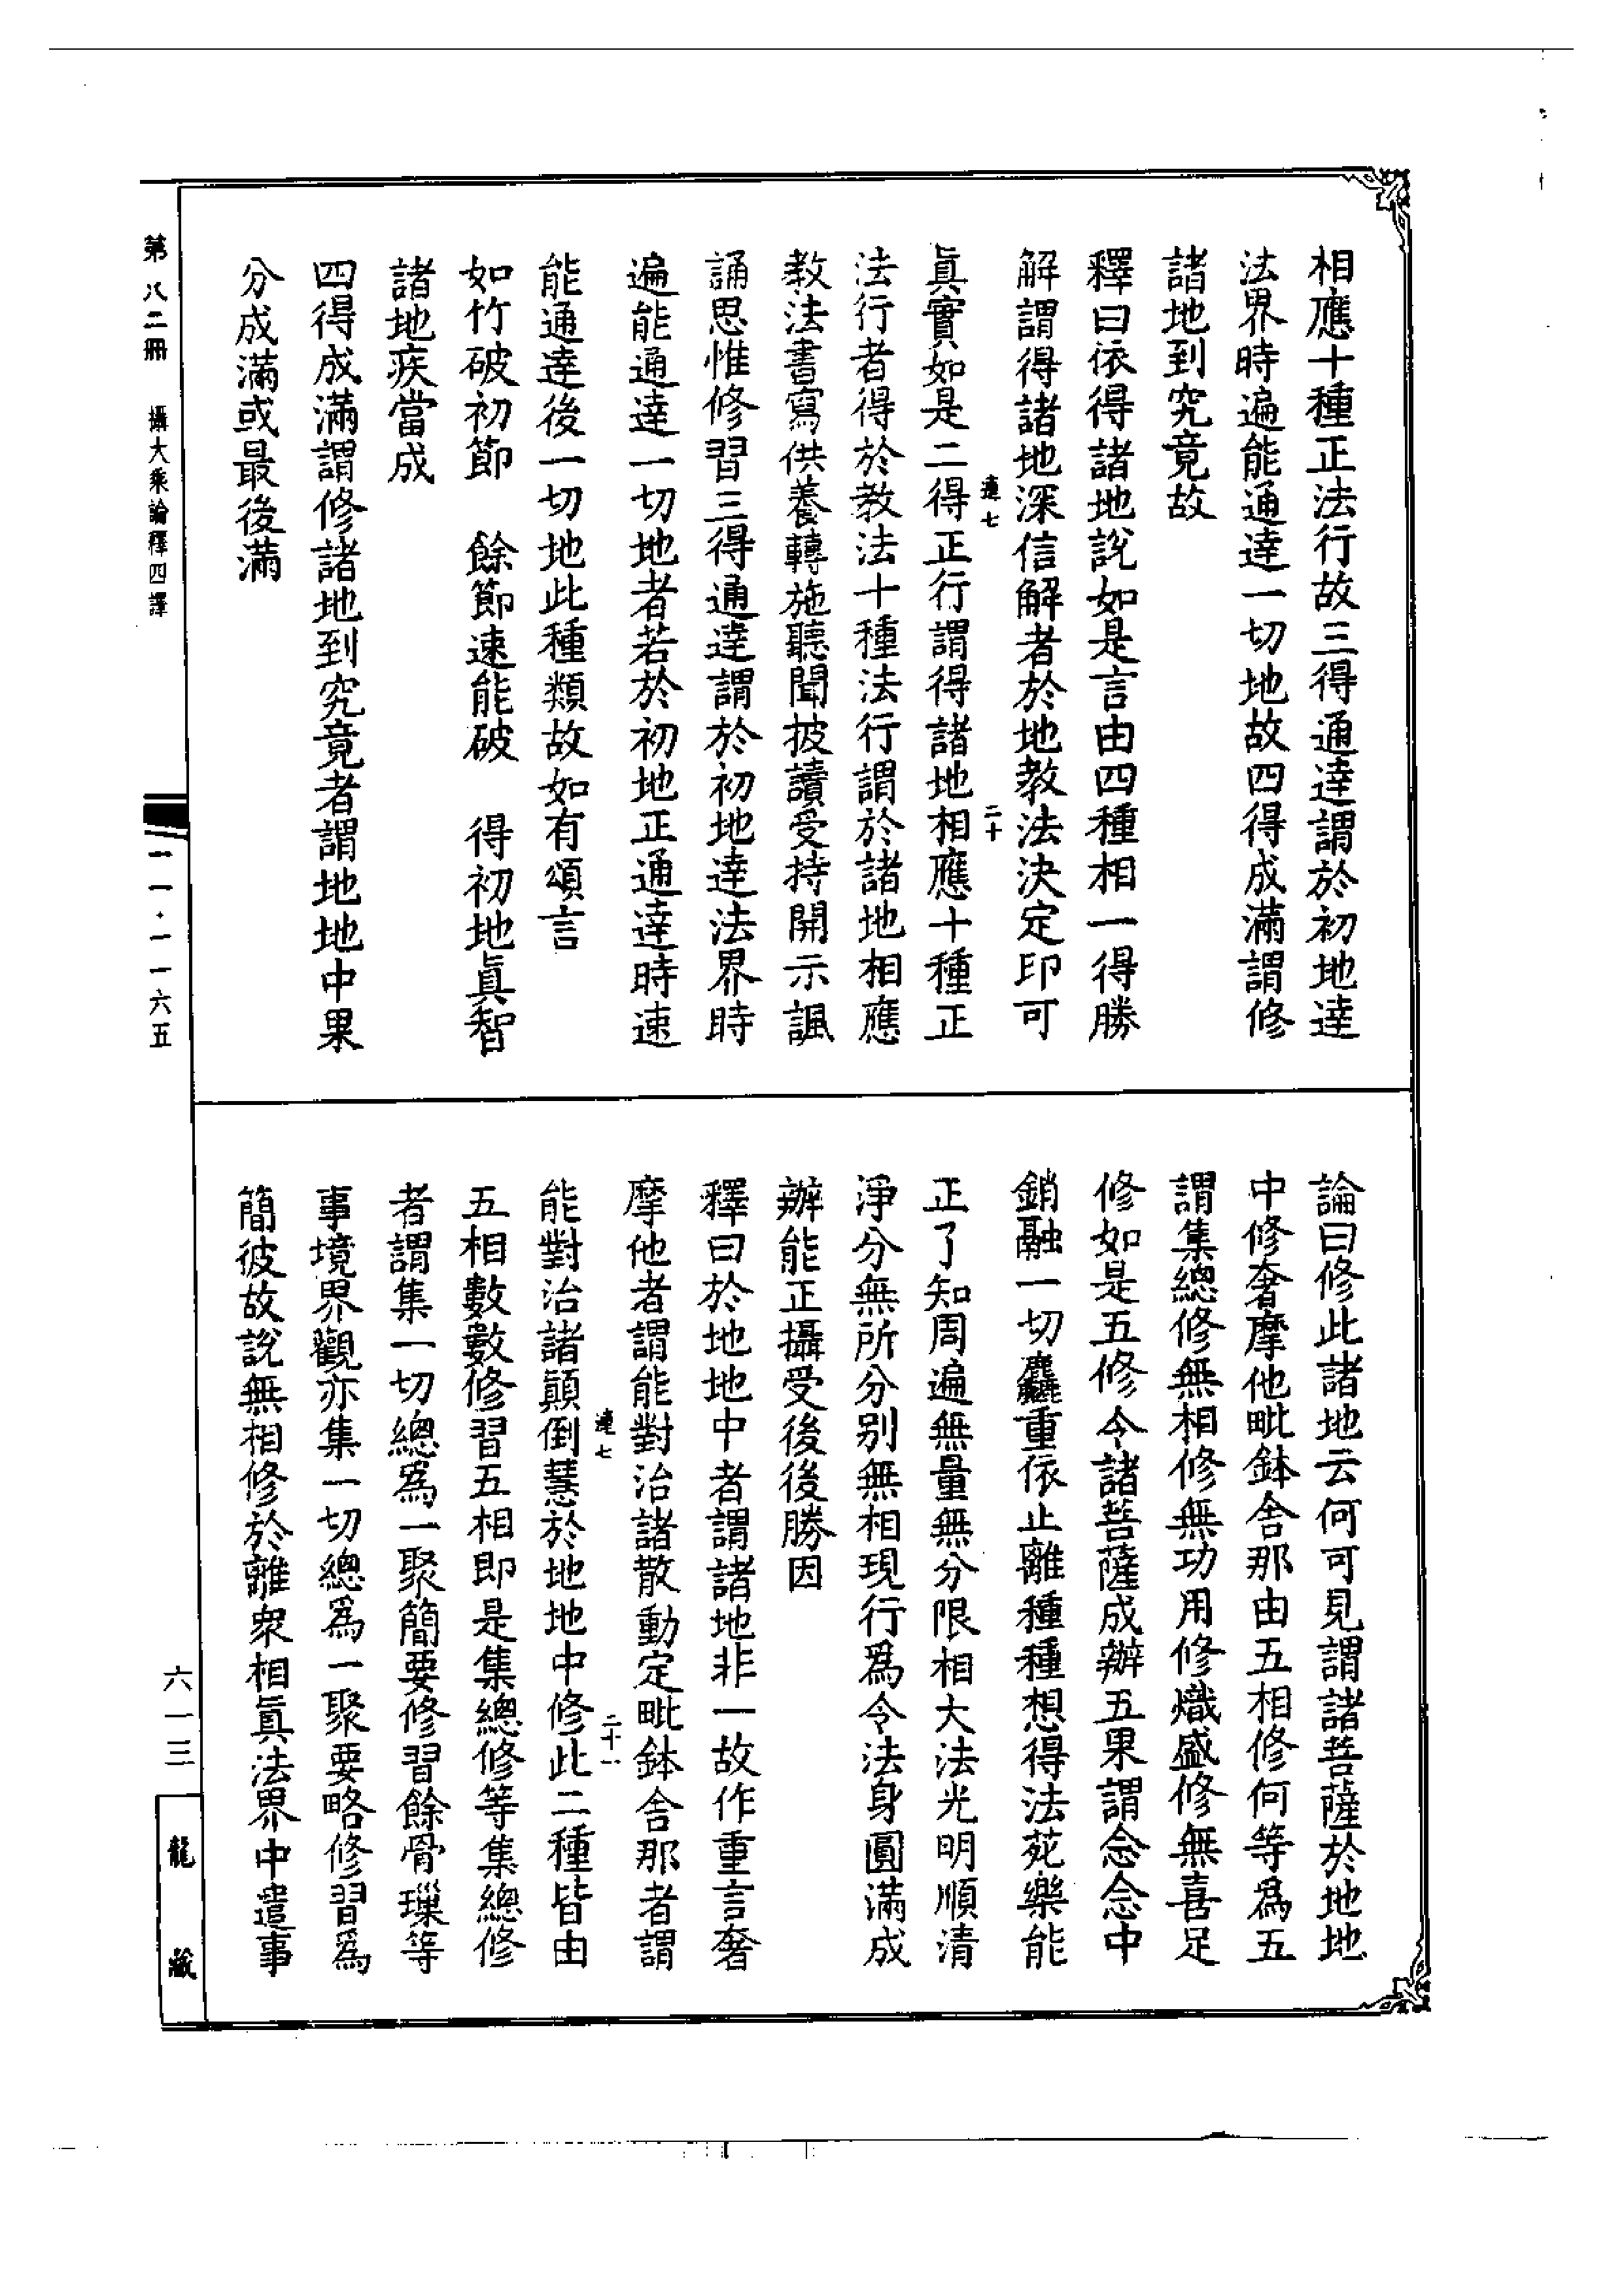 相應十種正法行故三得通達謂於初地達
法界時遍能通達一切地故四得成滿謂修
諸地到究竟故
釋曰依得諸地說如是言由四種相一得勝
解謂得諸地深信解者於地教法決定印可
連七 二十
眞實如是二得正行謂得諸地相應十種正
法行者得於教法十種法行謂於諸地相應
教法書寫供養轉施聽聞披讀受持開示諷
誦思惟修習三得通達謂於初地達法界時
遍能通達一切地者若於初地正通達時速
能通達後一切地此種類故如有頌言
如竹破初節 餘節速能破 得初地眞智
諸地疾當成
四得成滿謂修諸地到究竟者謂地地中果
分成滿或最後滿
論曰修此諸地云何可見謂諸菩薩於地地
中修奢摩他毗鉢舍那由五相修何等爲五
謂集總修無相修無功用修熾盛修無喜足
修如是五修令諸菩薩成辦五果謂念念中
銷融一切麤重依止離種種想得法苑樂能
正了知周遍無量無分限相大法光明順清
淨分無所分別無相現行爲令法身圓滿成
辦能正攝受後後勝因
釋曰於地地中者謂諸地非一故作重言奢
摩他者謂能對治諸散動定毗鉢舍那者謂
連七 二十一
能對治諸顛倒慧於地地中修此二種皆由
五相數數修習五相即是集總修等集總修
者謂集一切總爲一聚簡要修習餘骨璅等
事境界觀亦集一切總爲一聚要略修習爲
簡彼故說無相修於離衆相眞法界中遣事
第八二冊 攝大乘論釋四譯
一一·一一六五
六一三
龍藏